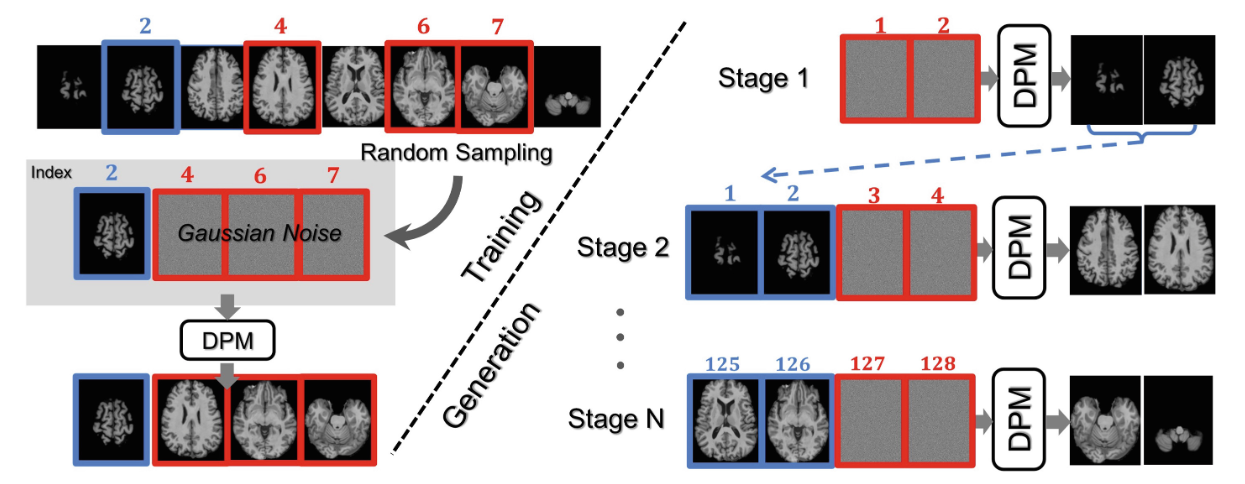 2 4 6 7
Random Sampling
Index
2 4 6 7
Gaussian Noise
DPM
Training
Generation
1 2
Stage 1
DPM
1 2 3 4
Stage 2
DPM
125 126 127 128
Stage N
DPM